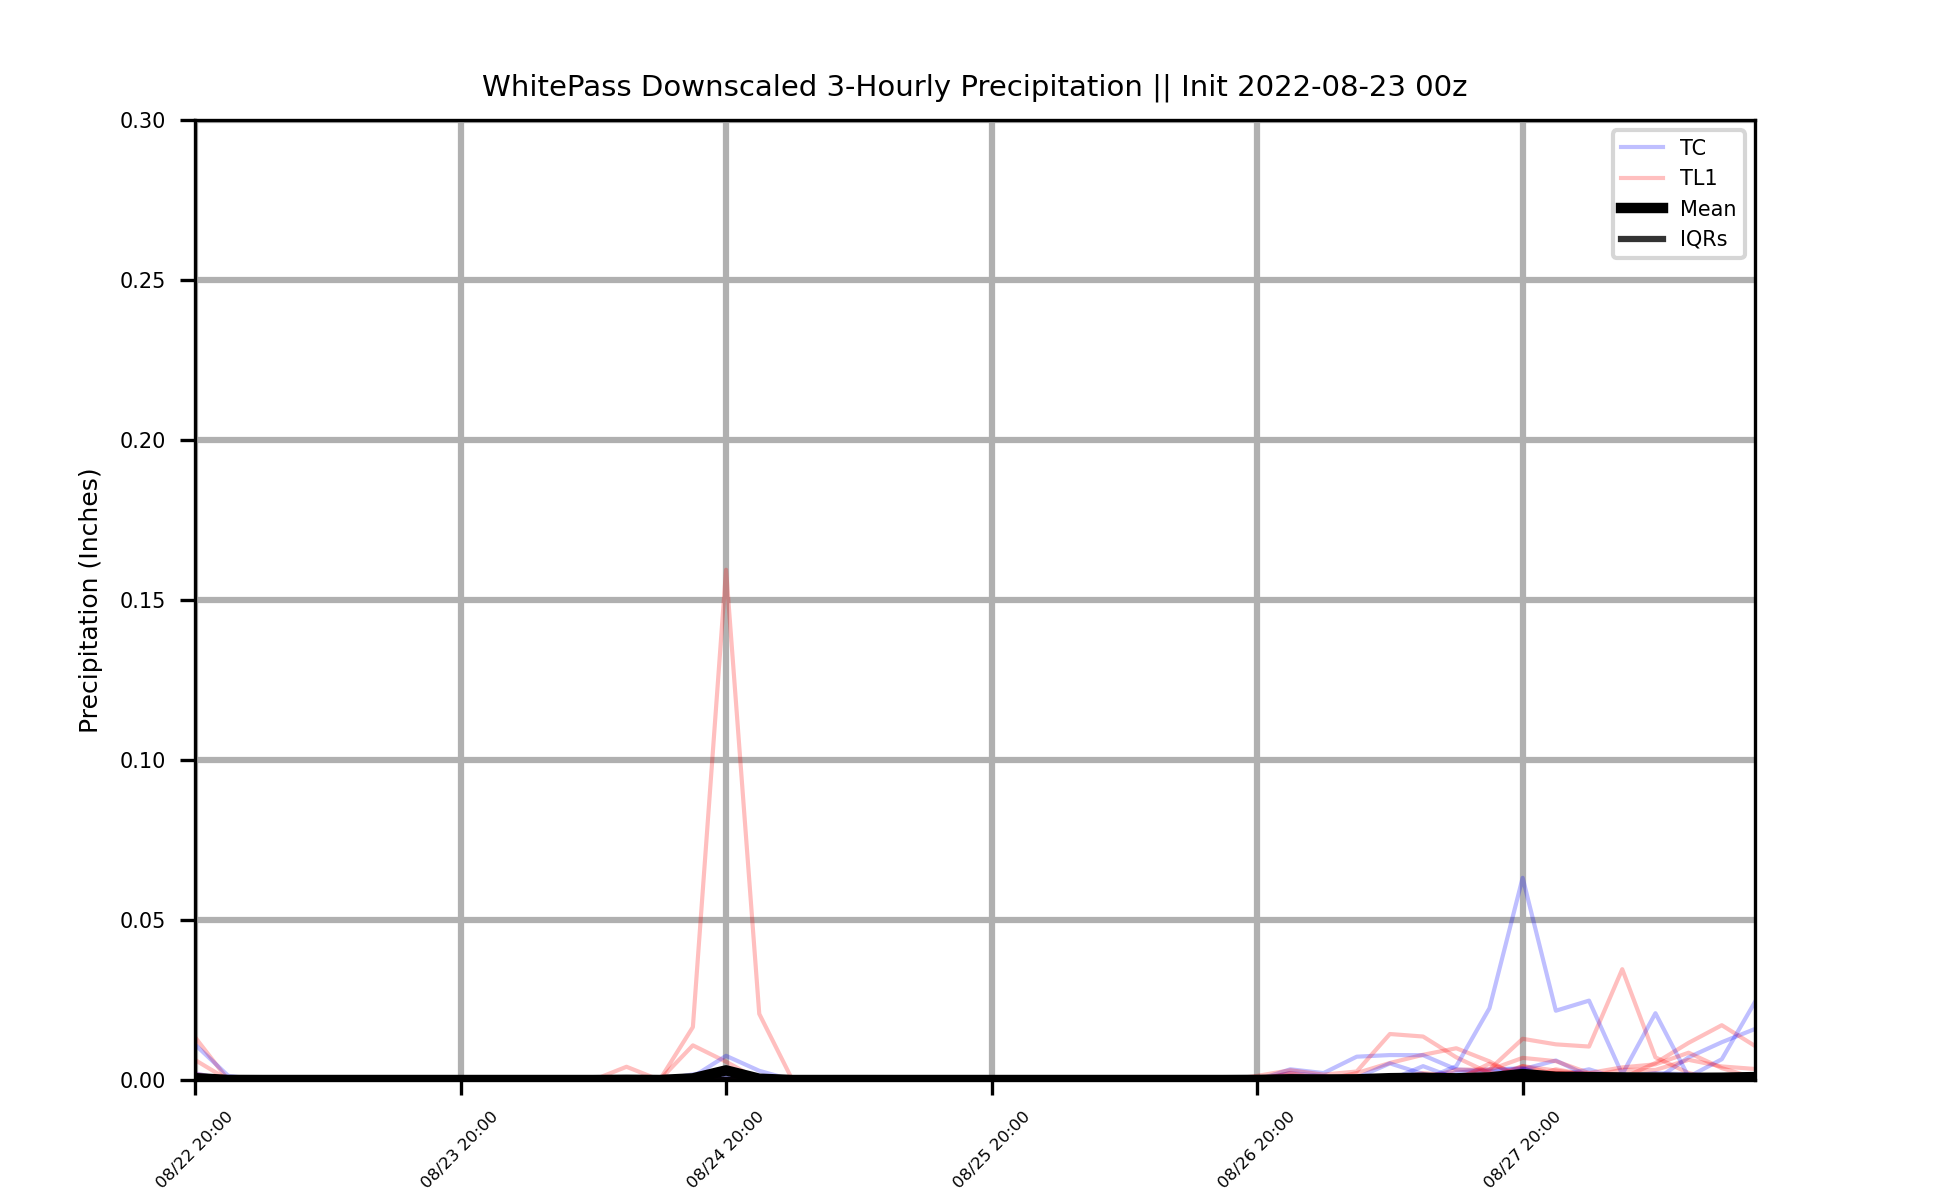 WhitePass Downscaled 3-Hourly Precipitation || Init 2022-08-23 00z
0.30
0.25
0.20
0.15
0.10
0.05
0.00
Precipitation (Inches)
TC
TL1
Mean
IQRs
08/22 20:00
08/23 20:00
08/24 20:00
08/25 20:00
08/26 20:00
08/27 20:00